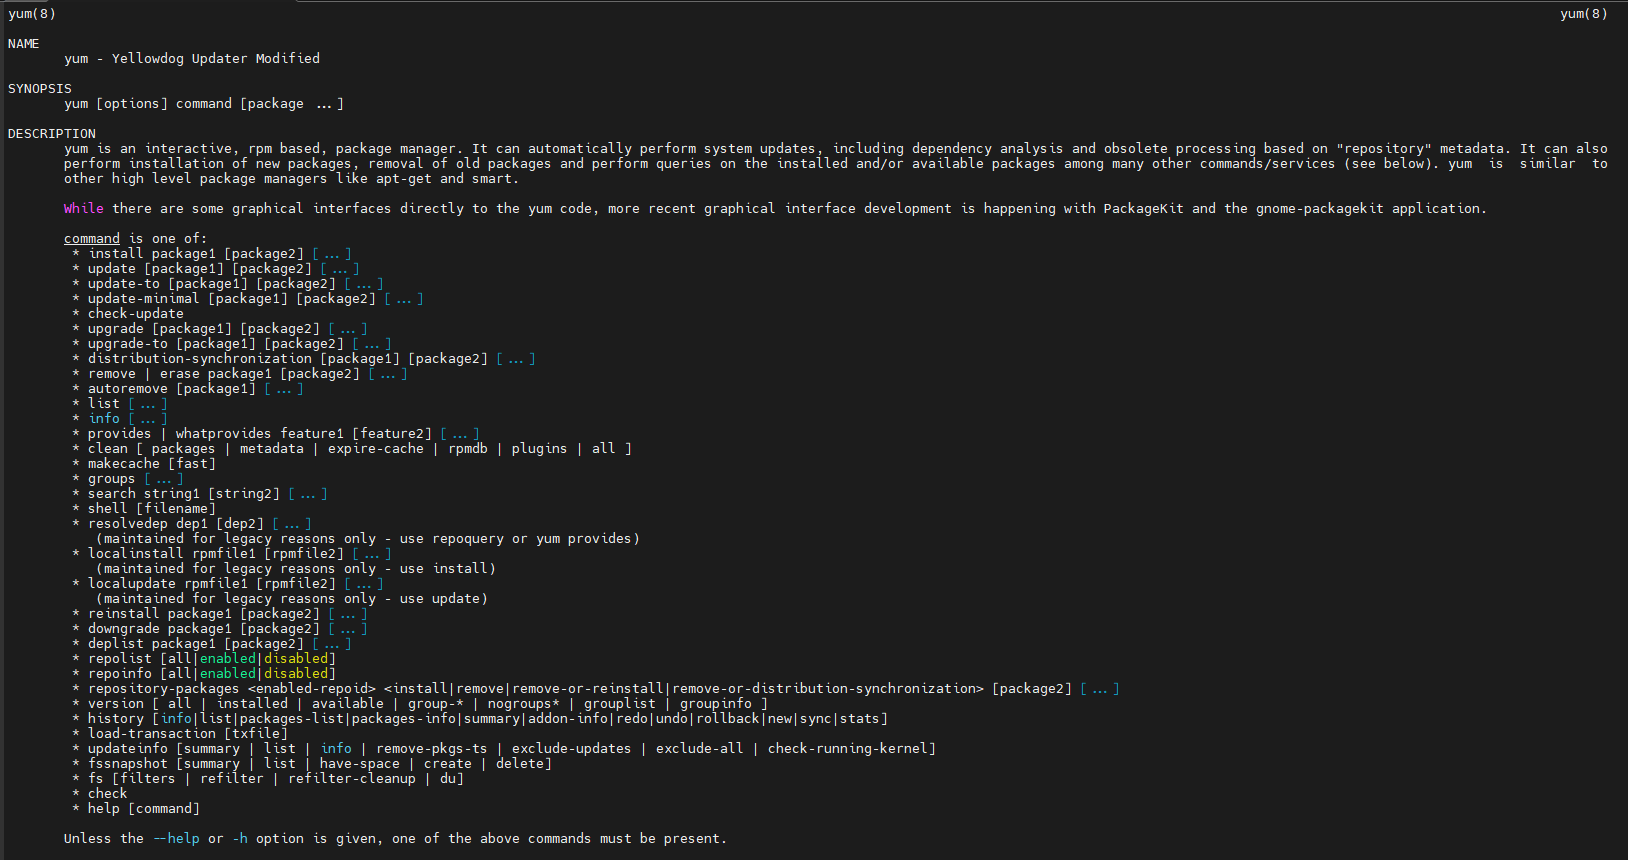 yum(8) yum(8)
NAME
yum - Yellowdog Updater Modified
SYNOPSIS
yum [options] command [package ...]
DESCRIPTION
yum is an interactive, rpm based, package manager. It can automatically perform system updates, including dependency analysis and obsolete processing based on "repository" metadata. It can also
perform installation of new packages, removal of old packages and perform queries on the installed and/or available packages among many other commands/services (see below). yum is similar to
other high level package managers like apt-get and smart.
While there are some graphical interfaces directly to the yum code, more recent graphical interface development is happening with PackageKit and the gnome-packagekit application.
command is one of:
* install package1 [package2] [...]
* update [package1] [package2] [...]
* update-to [package1] [package2] [...]
* update-minimal [package1] [package2] [...]
* check-update
* upgrade [package1] [package2] [...]
* upgrade-to [package1] [package2] [...]
* distribution-synchronization [package1] [package2] [...]
* remove | erase package1 [package2] [...]
* autoremove [package1] [...]
* list [...]
* info [...]
* provides | whatprovides feature1 [feature2] [...]
* clean [ packages | metadata | expire-cache | rpmdb | plugins | all ]
* makecache [fast]
* groups [...]
* search string1 [string2] [...]
* shell [filename]
* resolvedep dep1 [dep2] [...]
(maintained for legacy reasons only - use repoquery or yum provides)
* localinstall rpmfile1 [rpmfile2] [...]
(maintained for legacy reasons only - use install)
* localupdate rpmfile1 [rpmfile2] [...]
(maintained for legacy reasons only - use update)
* reinstall package1 [package2] [...]
* downgrade package1 [package2] [...]
* deplist package1 [package2] [...]
* repolist [all|enabled|disabled]
* repoinfo [all|enabled|disabled]
* repository-packages <enabled-repoid> <install|remove|remove-or-reinstall|remove-or-distribution-synchronization> [package2] [...]
* version [ all | installed | available | group-* | nogroups* | grouplist | groupinfo ]
* history [info|list|packages-list|packages-info|summary|addon-info|redo|undo|rollback|new|sync|stats]
* load-transaction [txfile]
* updateinfo [summary | list | info | remove-pkgs-ts | exclude-updates | exclude-all | check-running-kernel]
* fssnapshot [summary | list | have-space | create | delete]
* fs [filters | refilter | refilter-cleanup | du]
* check
* help [command]
Unless the --help or -h option is given, one of the above commands must be present.